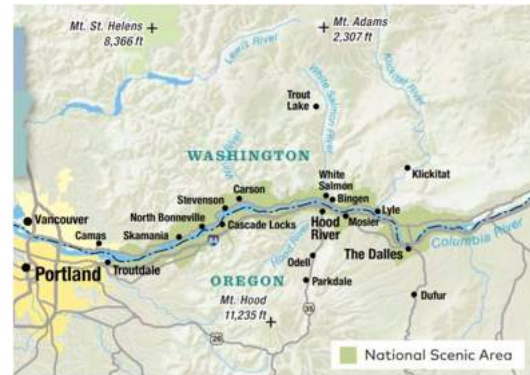 Mt. St. Helens
8,366 ft
Mt. Adams
2,307 ft
Lewis River
Klickitat River
White Salmon River
Trout
Lake
Wind River
WASHINGTON
Klickitat
Carson
Stevenson
White
Salmon
Bingen
Lyle
North Bonneville
Vancouver
Camas
Skamania
Cascade Locks
Hood
River
Mosier
84
Columbia River
Portland
Troutdale
Hood River
The Dalles
Odell
OREGON
Parkdale
Mt. Hood
11,235 ft
35
Dufur
26
National Scenic Area